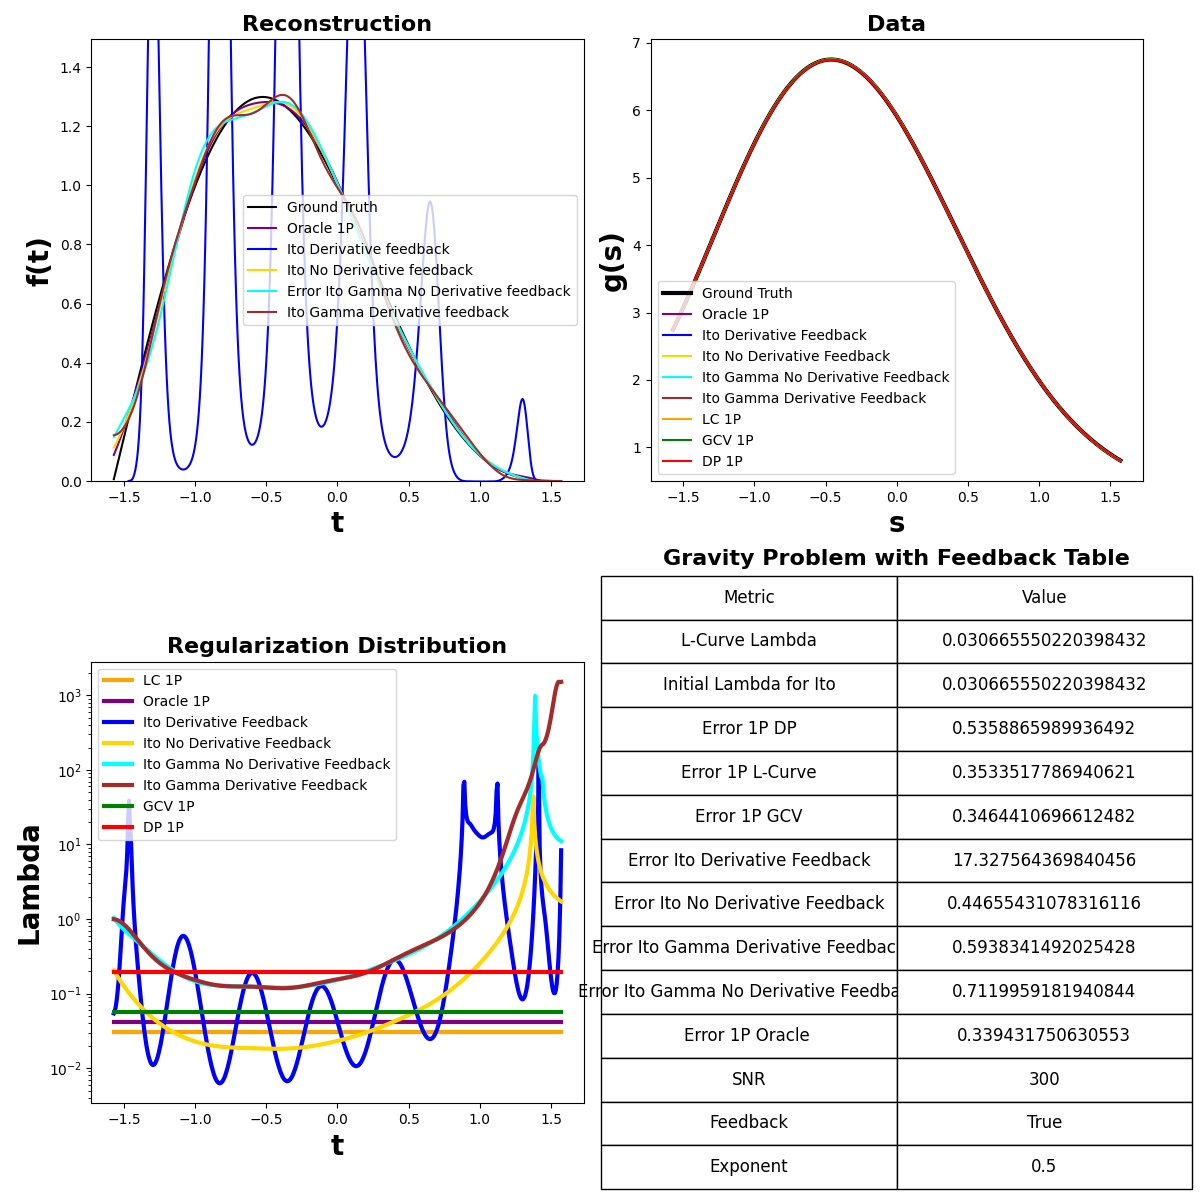 Reconstruction
f(t)
1.4
1.2
1.0
0.8
0.6
0.4
0.2
0.0
−1.5 −1.0 −0.5 0.0 0.5 1.0 1.5
t
Ground Truth
Oracle 1P
Ito Derivative feedback
Ito No Derivative feedback
Error Ito Gamma No Derivative feedback
Ito Gamma Derivative feedback
Data
g(s)
7
6
5
4
3
2
1
−1.5 −1.0 −0.5 0.0 0.5 1.0 1.5
s
Ground Truth
Oracle 1P
Ito Derivative Feedback
Ito No Derivative Feedback
Ito Gamma No Derivative Feedback
Ito Gamma Derivative Feedback
LC 1P
GCV 1P
DP 1P
Regularization Distribution
Lambda
10³
10²
10¹
10⁰
10⁻¹
10⁻²
−1.5 −1.0 −0.5 0.0 0.5 1.0 1.5
t
LC 1P
Oracle 1P
Ito Derivative Feedback
Ito No Derivative Feedback
Ito Gamma No Derivative Feedback
Ito Gamma Derivative Feedback
GCV 1P
DP 1P
Gravity Problem with Feedback Table
Metric Value
L-Curve Lambda 0.030665550220398432
Initial Lambda for Ito 0.030665550220398432
Error 1P DP 0.5358865989936492
Error 1P L-Curve 0.3533517786940621
Error 1P GCV 0.3464410696612482
Error Ito Derivative Feedback 17.327564369840456
Error Ito No Derivative Feedback 0.44655431078316116
Error Ito Gamma Derivative Feedbac 0.5938341492025428
Error Ito Gamma No Derivative Feedba 0.7119959181940844
Error 1P Oracle 0.339431750630553
SNR 300
Feedback True
Exponent 0.5